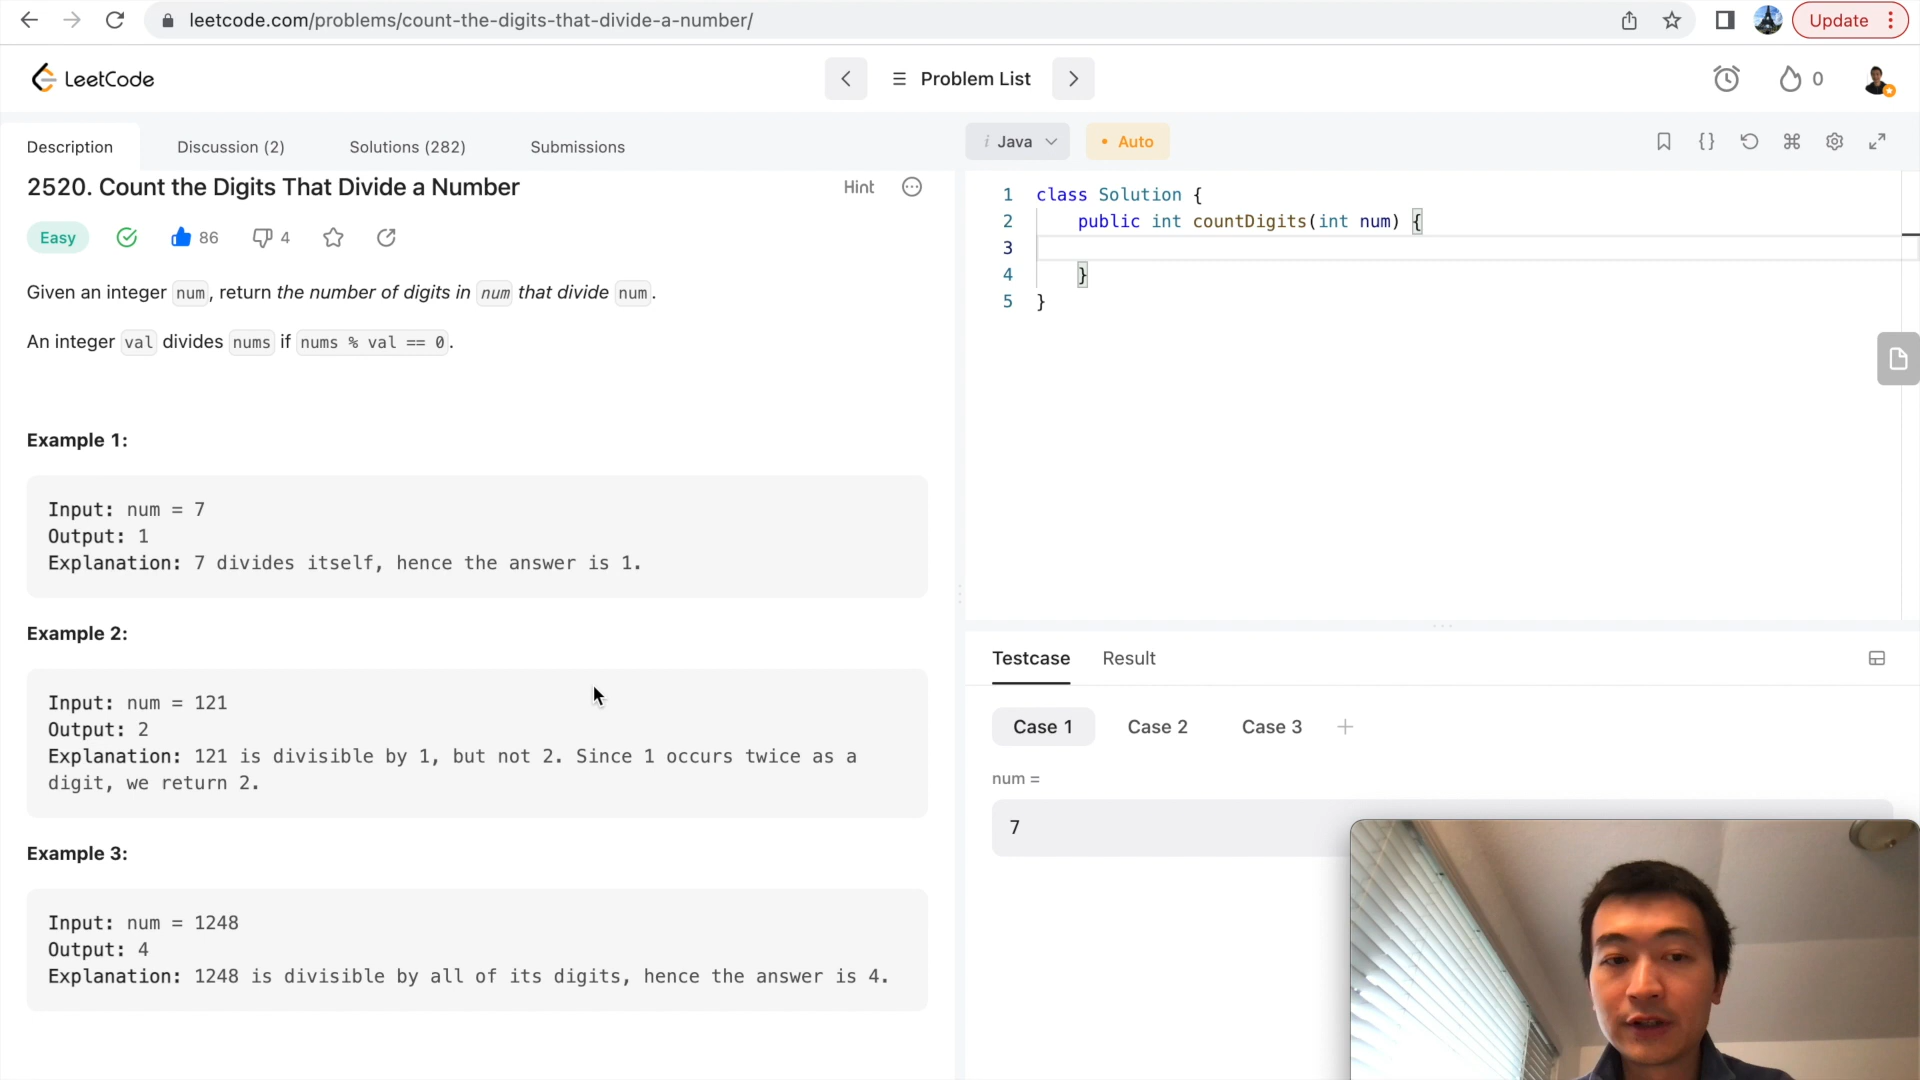 leetcode.com/problems/count-the-digits-that-divide-a-number/
Update
LeetCode
Problem List
0
Description
Discussion (2)
Solutions (282)
Submissions
i Java
• Auto
2520. Count the Digits That Divide a Number
Hint
Easy
86
4
Given an integer num, return the number of digits in num that divide num.
An integer val divides nums if nums % val == 0.
Example 1:
Input: num = 7
Output: 1
Explanation: 7 divides itself, hence the answer is 1.
Example 2:
Input: num = 121
Output: 2
Explanation: 121 is divisible by 1, but not 2. Since 1 occurs twice as a
digit, we return 2.
Example 3:
Input: num = 1248
Output: 4
Explanation: 1248 is divisible by all of its digits, hence the answer is 4.
1 class Solution {
2 public int countDigits(int num) {
3
4 }
5 }
Testcase
Result
Case 1
Case 2
Case 3
+
num =
7